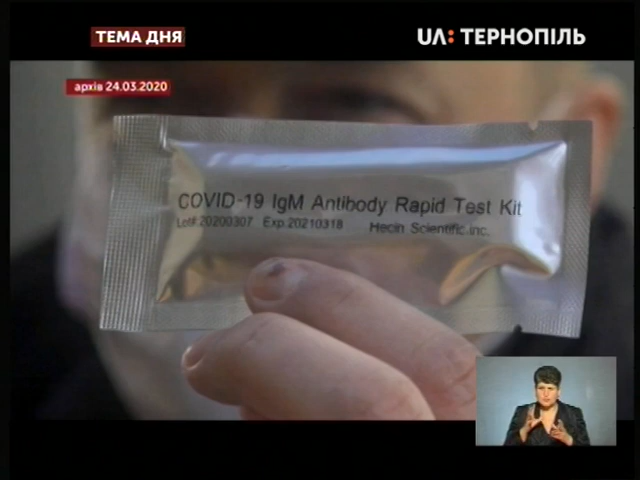 ТЕМА ДНЯ
UA: ТЕРНОПІЛЬ
архів 24.03.2020
COVID-19 IgM Antibody Rapid Test Kit
Lot#:20200307 Exp.20210318 Hecin Scientific.inc.